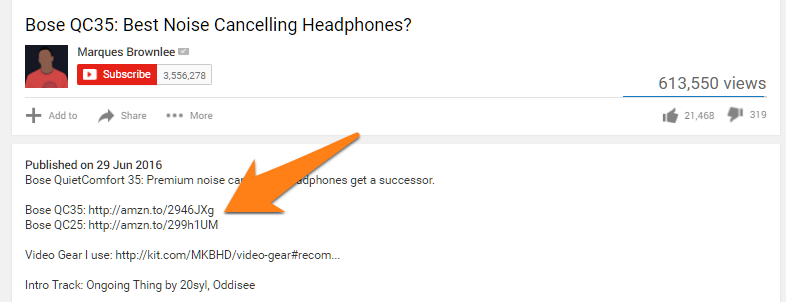 Bose QC35: Best Noise Cancelling Headphones?
Marques Brownlee
Subscribe 3,556,278
613,550 views
Add to Share More 21,468 319
Published on 29 Jun 2016
Bose QuietComfort 35: Premium noise get a successor.
Bose QC35: http://amzn.to/2946JXg
Bose QC25: http://amzn.to/299h1UM
Video Gear I use: http://kit.com/MKBHD/video-gear#recom...
Intro Track: Ongoing Thing by 20syl, Oddisee